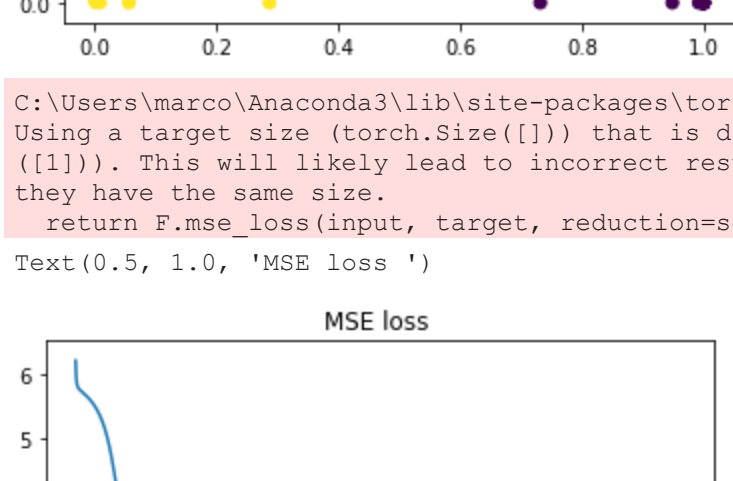 0.0
0.0 0.2 0.4 0.6 0.8 1.0
C:\Users\marco\Anaconda3\lib\site-packages\tor
Using a target size (torch.Size([])) that is d
([1])). This will likely lead to incorrect res
they have the same size.
return F.mse_loss(input, target, reduction=s
Text(0.5, 1.0, 'MSE loss ')
MSE loss
6
5